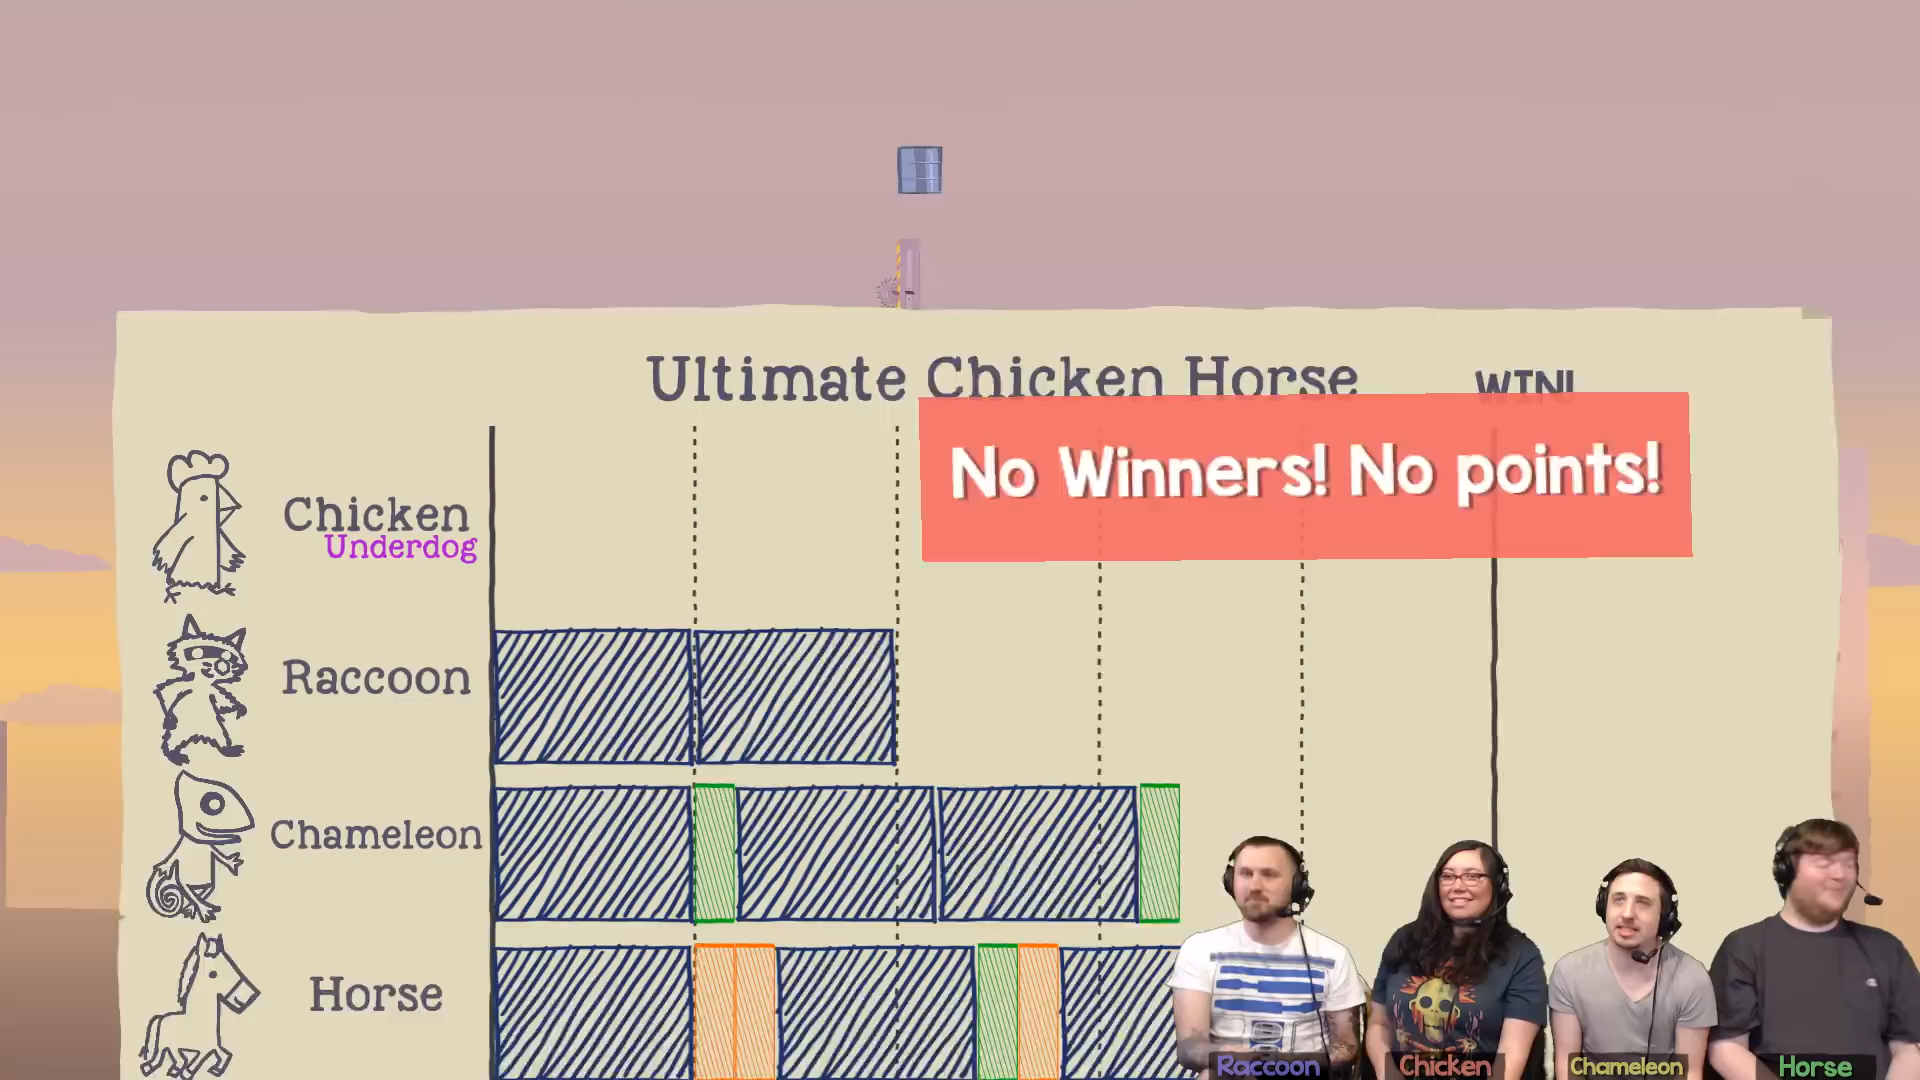 Ultimate Chicken Horse
WIN!
No Winners! No points!
Chicken
Underdog
Raccoon
Chameleon
Horse
Raccoon
Chicken
Chameleon
Horse